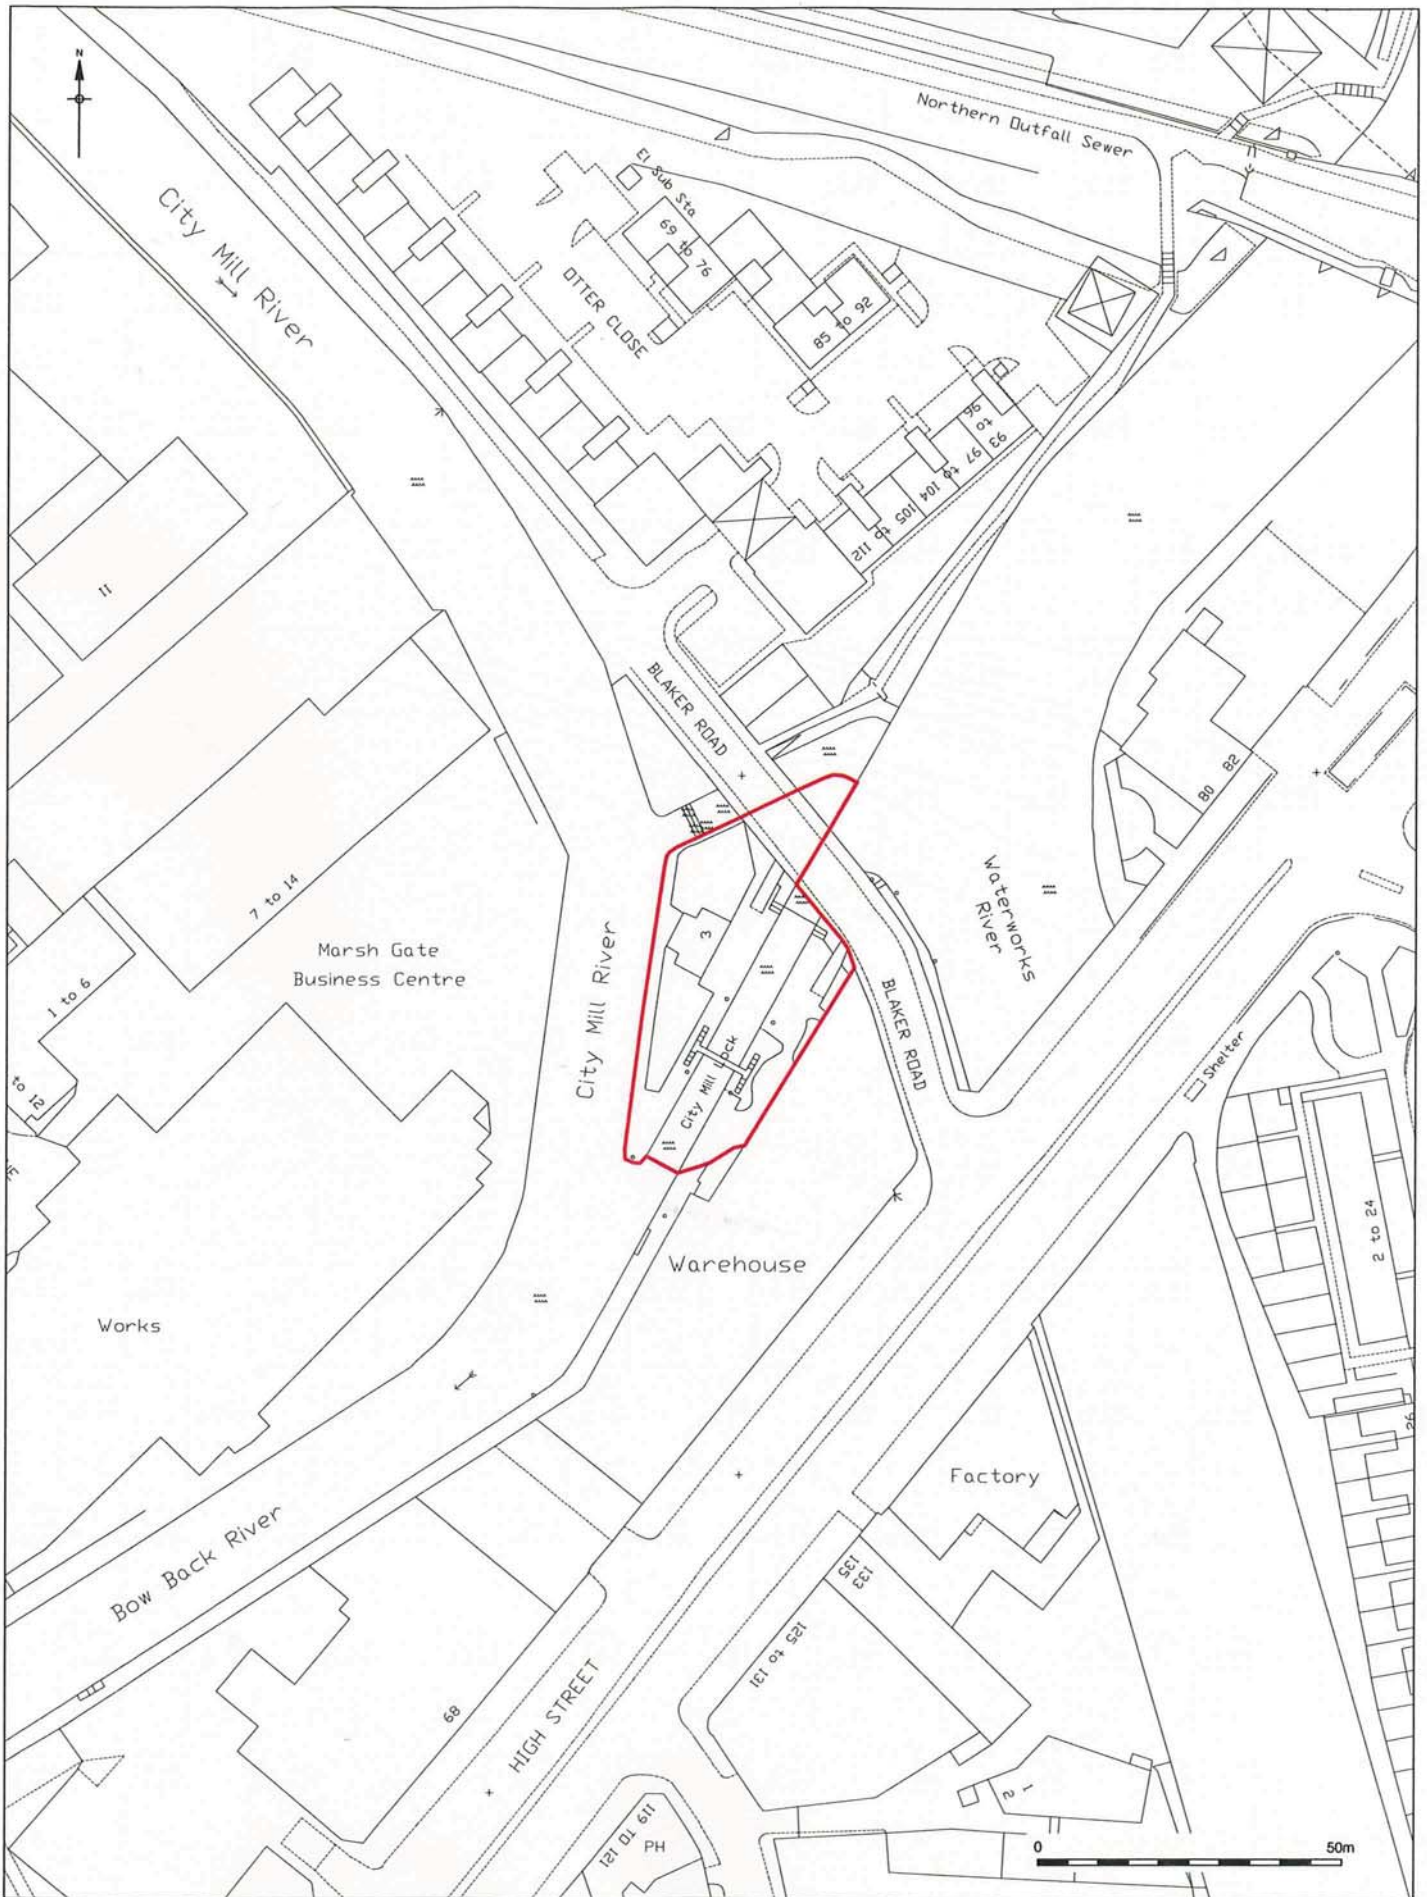 N
Northern Outfall Sewer
City Mill River
El Sub Sta
69 to 76
OTTER CLOSE
85 to 92
93 to 96
97 to 104
105 to 112
11
BLAKER ROAD
80 82
7 to 14
Waterworks
River
3
Marsh Gate
Business Centre
1 to 6
City Mill River
BLAKER ROAD
City Mill Lock
Shelter
to 12
2 to 24
Warehouse
Works
26
Factory
Bow Back River
133
135
125 to 131
68
HIGH STREET
1
2
119 TO 121
PH
0 50m